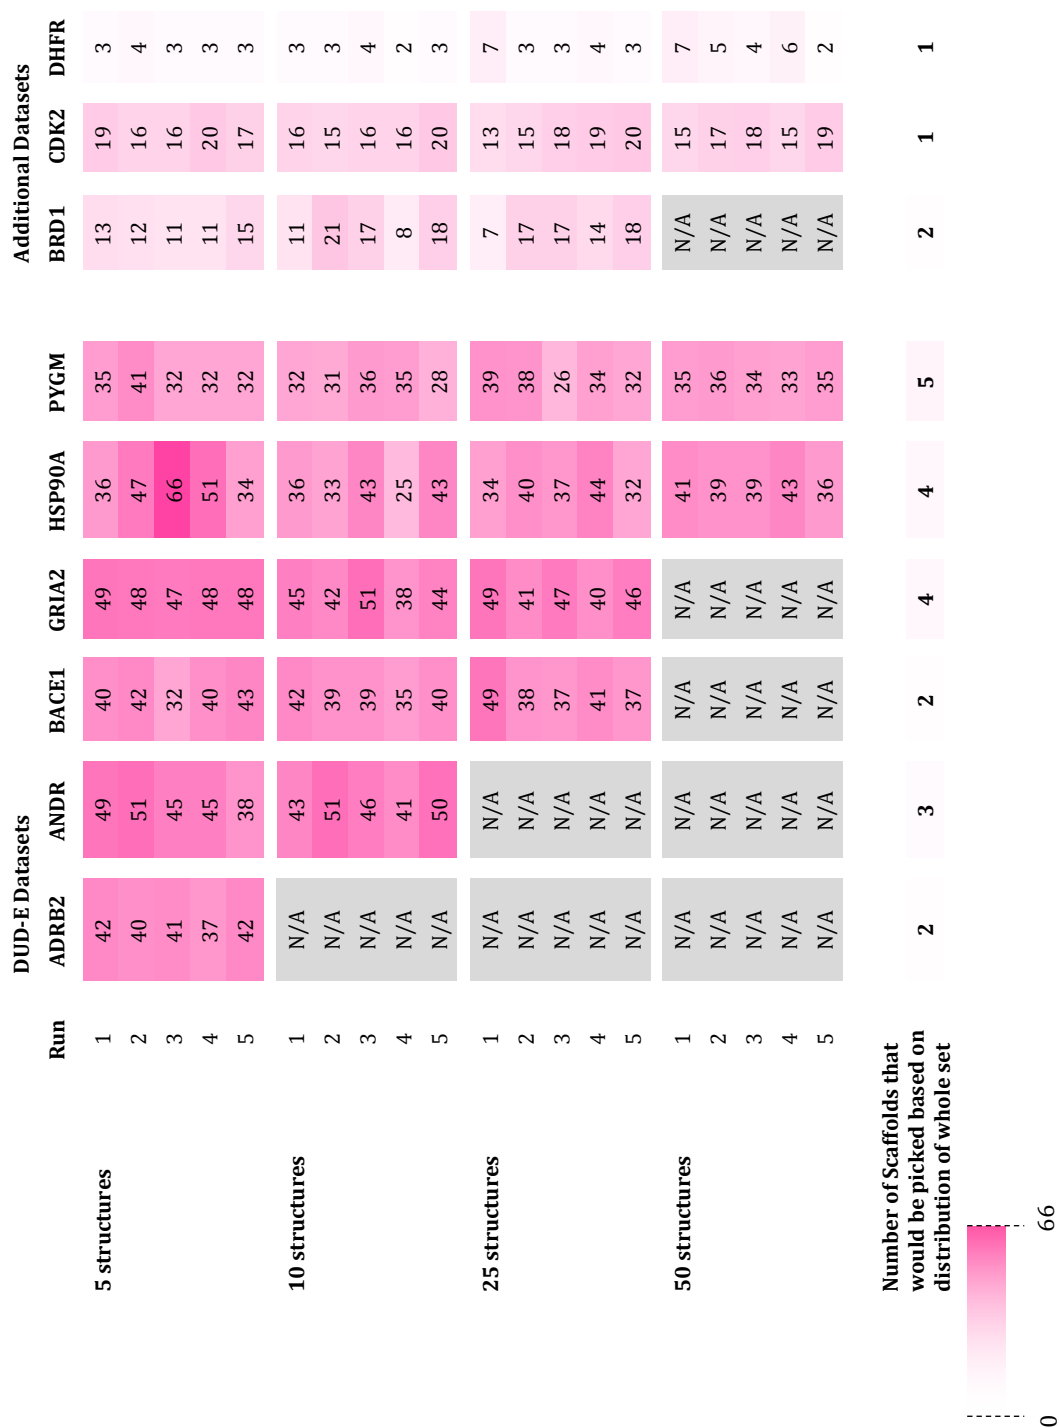 DUD-E Datasets Additional Datasets
Run ADRB2 ANDR BACE1 GRIA2 HSP90A PYGM BRD1 CDK2 DHFR
5 structures 1 42 49 40 49 36 35 13 19 3
2 40 51 42 48 47 41 12 16 4
3 41 45 32 47 66 32 11 16 3
4 37 45 40 48 51 32 11 20 3
5 42 38 43 48 34 32 15 17 3
10 structures 1 N/A 43 42 45 36 32 11 16 3
2 N/A 51 39 42 33 31 21 15 3
3 N/A 46 39 51 43 36 17 16 4
4 N/A 41 35 38 25 35 8 16 2
5 N/A 50 40 44 43 28 18 20 3
25 structures 1 N/A N/A 49 49 34 39 7 13 7
2 N/A N/A 38 41 40 38 17 15 3
3 N/A N/A 37 47 37 26 17 18 3
4 N/A N/A 41 40 44 34 14 19 4
5 N/A N/A 37 46 32 32 18 20 3
50 structures 1 N/A N/A N/A N/A 41 35 N/A 15 7
2 N/A N/A N/A N/A 39 36 N/A 17 5
3 N/A N/A N/A N/A 39 34 N/A 18 4
4 N/A N/A N/A N/A 43 33 N/A 15 6
5 N/A N/A N/A N/A 36 35 N/A 19 2
Number of Scaffolds that
would be picked based on 2 3 2 4 4 5 2 1 1
distribution of whole set
0 66